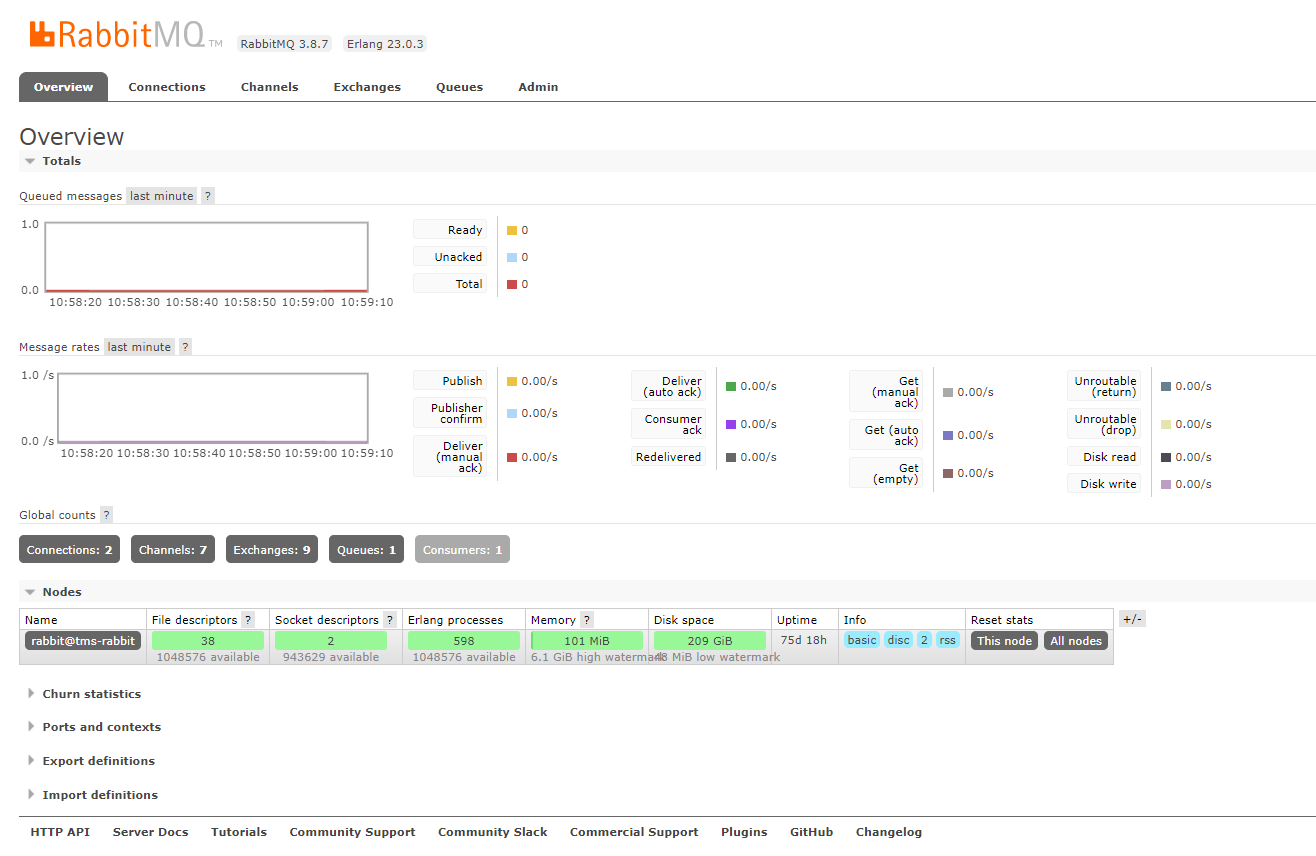 RabbitMQ TM RabbitMQ 3.8.7 Erlang 23.0.3
Overview Connections Channels Exchanges Queues Admin
Overview
Totals
Queued messages last minute ?
1.0
0.0
10:58:20 10:58:30 10:58:40 10:58:50 10:59:00 10:59:10
Ready 0
Unacked 0
Total 0
Message rates last minute ?
1.0 /s
0.0 /s
10:58:20 10:58:30 10:58:40 10:58:50 10:59:00 10:59:10
Publish 0.00/s
Publisher
confirm 0.00/s
Deliver
(manual
ack) 0.00/s
Deliver
(auto ack) 0.00/s
Consumer
ack 0.00/s
Redelivered 0.00/s
Get
(manual
ack) 0.00/s
Get (auto
ack) 0.00/s
Get
(empty) 0.00/s
Unroutable
(return) 0.00/s
Unroutable
(drop) 0.00/s
Disk read 0.00/s
Disk write 0.00/s
Global counts ?
Connections: 2 Channels: 7 Exchanges: 9 Queues: 1 Consumers: 1
Nodes
Name File descriptors ? Socket descriptors ? Erlang processes Memory ? Disk space Uptime Info Reset stats +/-
rabbit@tms-rabbit 38 2 598 101 MiB 209 GiB 75d 18h basic disc 2 rss This node All nodes
1048576 available 943629 available 1048576 available 6.1 GiB high watermark 48 MiB low watermark
Churn statistics
Ports and contexts
Export definitions
Import definitions
HTTP API Server Docs Tutorials Community Support Community Slack Commercial Support Plugins GitHub Changelog